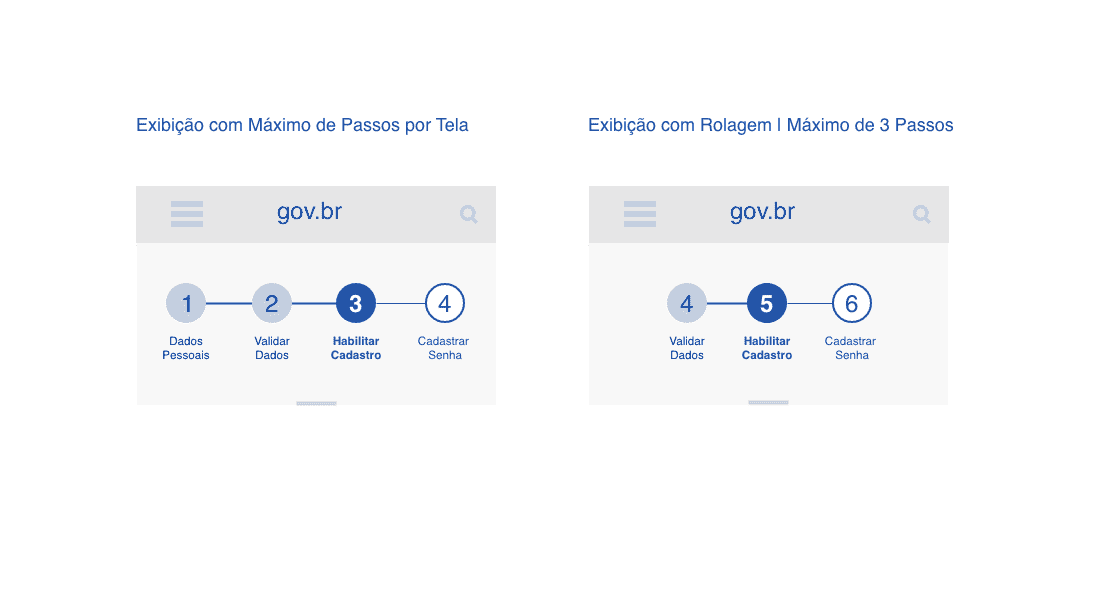 Exibição com Máximo de Passos por Tela
gov.br
1 2 3 4
Dados Validar Habilitar Cadastrar
Pessoais Dados Cadastro Senha
Exibição com Rolagem | Máximo de 3 Passos
gov.br
4 5 6
Validar Habilitar Cadastrar
Dados Cadastro Senha